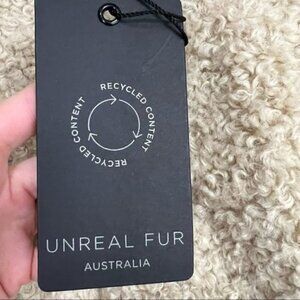 RECYCLED CONTENT
RECYCLED CONTENT
UNREAL FUR
AUSTRALIA